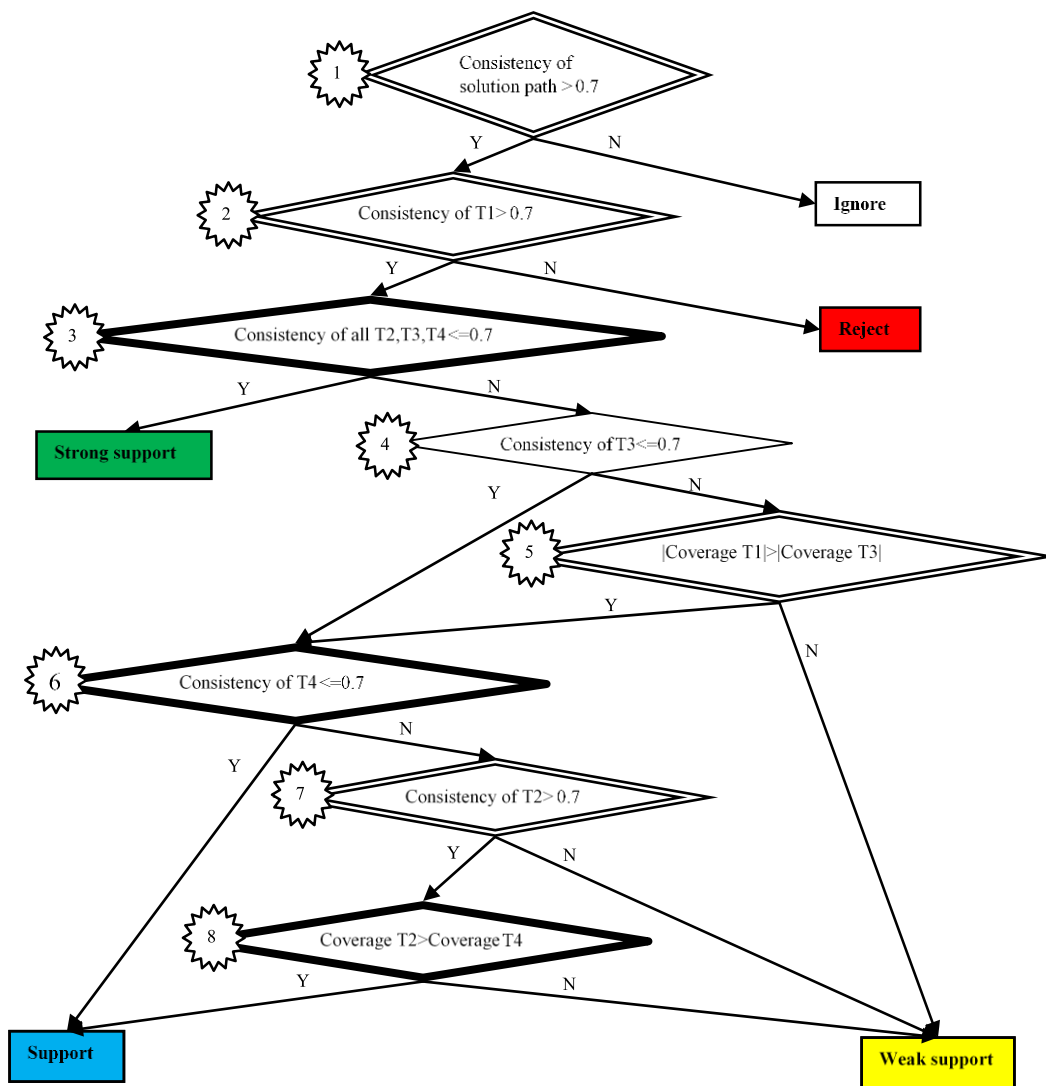 1
Consistency of
solution path > 0.7
Y
N
2
Consistency of T1> 0.7
Ignore
Y
N
3
Consistency of all T2,T3,T4<=0.7
Reject
Y
N
Strong support
4
Consistency of T3<=0.7
Y
N
5
|Coverage T1|>|Coverage T3|
Y
N
6
Consistency of T4<=0.7
Y
N
7
Consistency of T2> 0.7
Y
N
8
Coverage T2>Coverage T4
Y
N
Support
Weak support